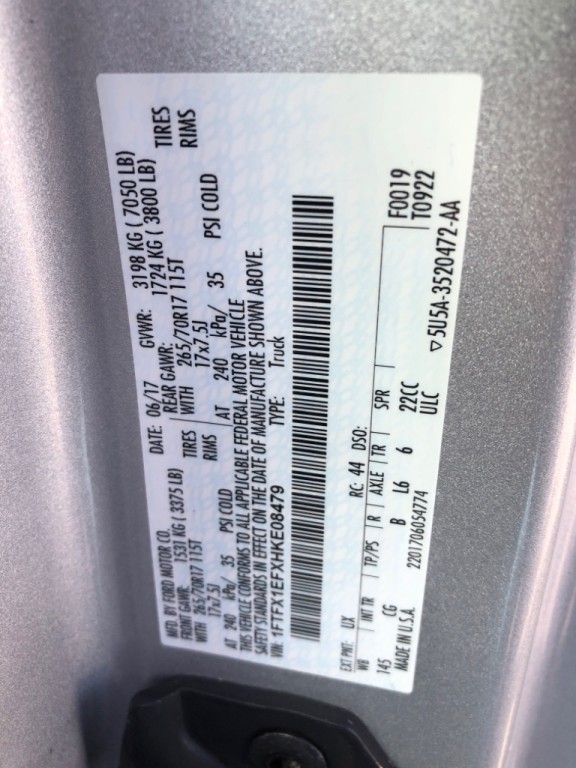 MFD. BY FORD MOTOR CO.
DATE: 06/17 GVWR: 3198 KG ( 7050 LB)
FRONT GAWR: 1531 KG ( 3375 LB) REAR GAWR: 1724 KG ( 3800 LB)
WITH 265/70R17 115T TIRES WITH 265/70R17 115T TIRES
17x7.5J RIMS 17x7.5J RIMS
AT 240 kPa/ 35 PSI COLD AT 240 kPa/ 35 PSI COLD
THIS VEHICLE CONFORMS TO ALL APPLICABLE FEDERAL MOTOR VEHICLE
SAFETY STANDARDS IN EFFECT ON THE DATE OF MANUFACTURE SHOWN ABOVE.
VIN: 1FTFX1EFXHKE08479 TYPE: Truck
F0019
T0922
EXT PNT: UX RC: 44 DSO:
WB INT TR TP/PS R AXLE TR SPR
145 CG B L6 6 22CC
ULC
▽5U5A-3520472-AA
MADE IN U.S.A. 2201706054774